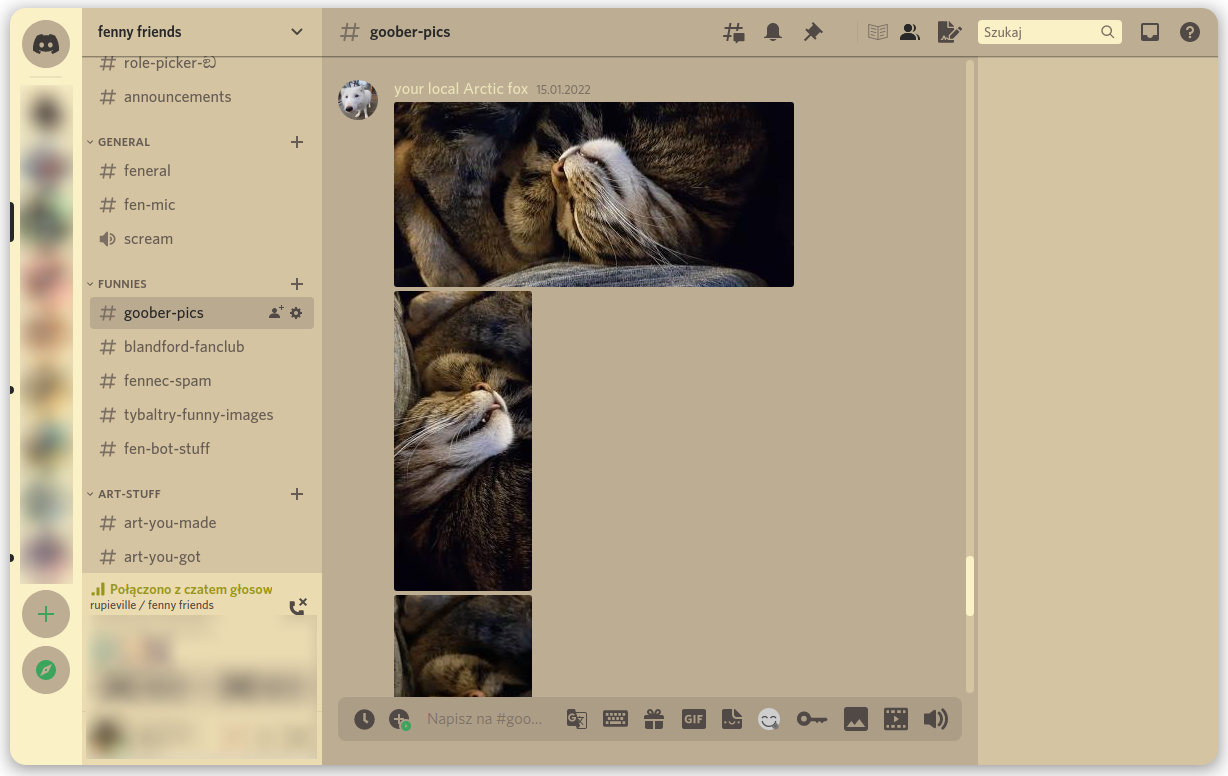 fenny friends
role-picker-ඞ
announcements
GENERAL
feneral
fen-mic
scream
FUNNIES
goober-pics
blandford-fanclub
fennec-spam
tybaltry-funny-images
fen-bot-stuff
ART-STUFF
art-you-made
art-you-got
Połączono z czatem głosow
rupieville / fenny friends
goober-pics
Szukaj
your local Arctic fox 15.01.2022
Napisz na #goo...
GIF